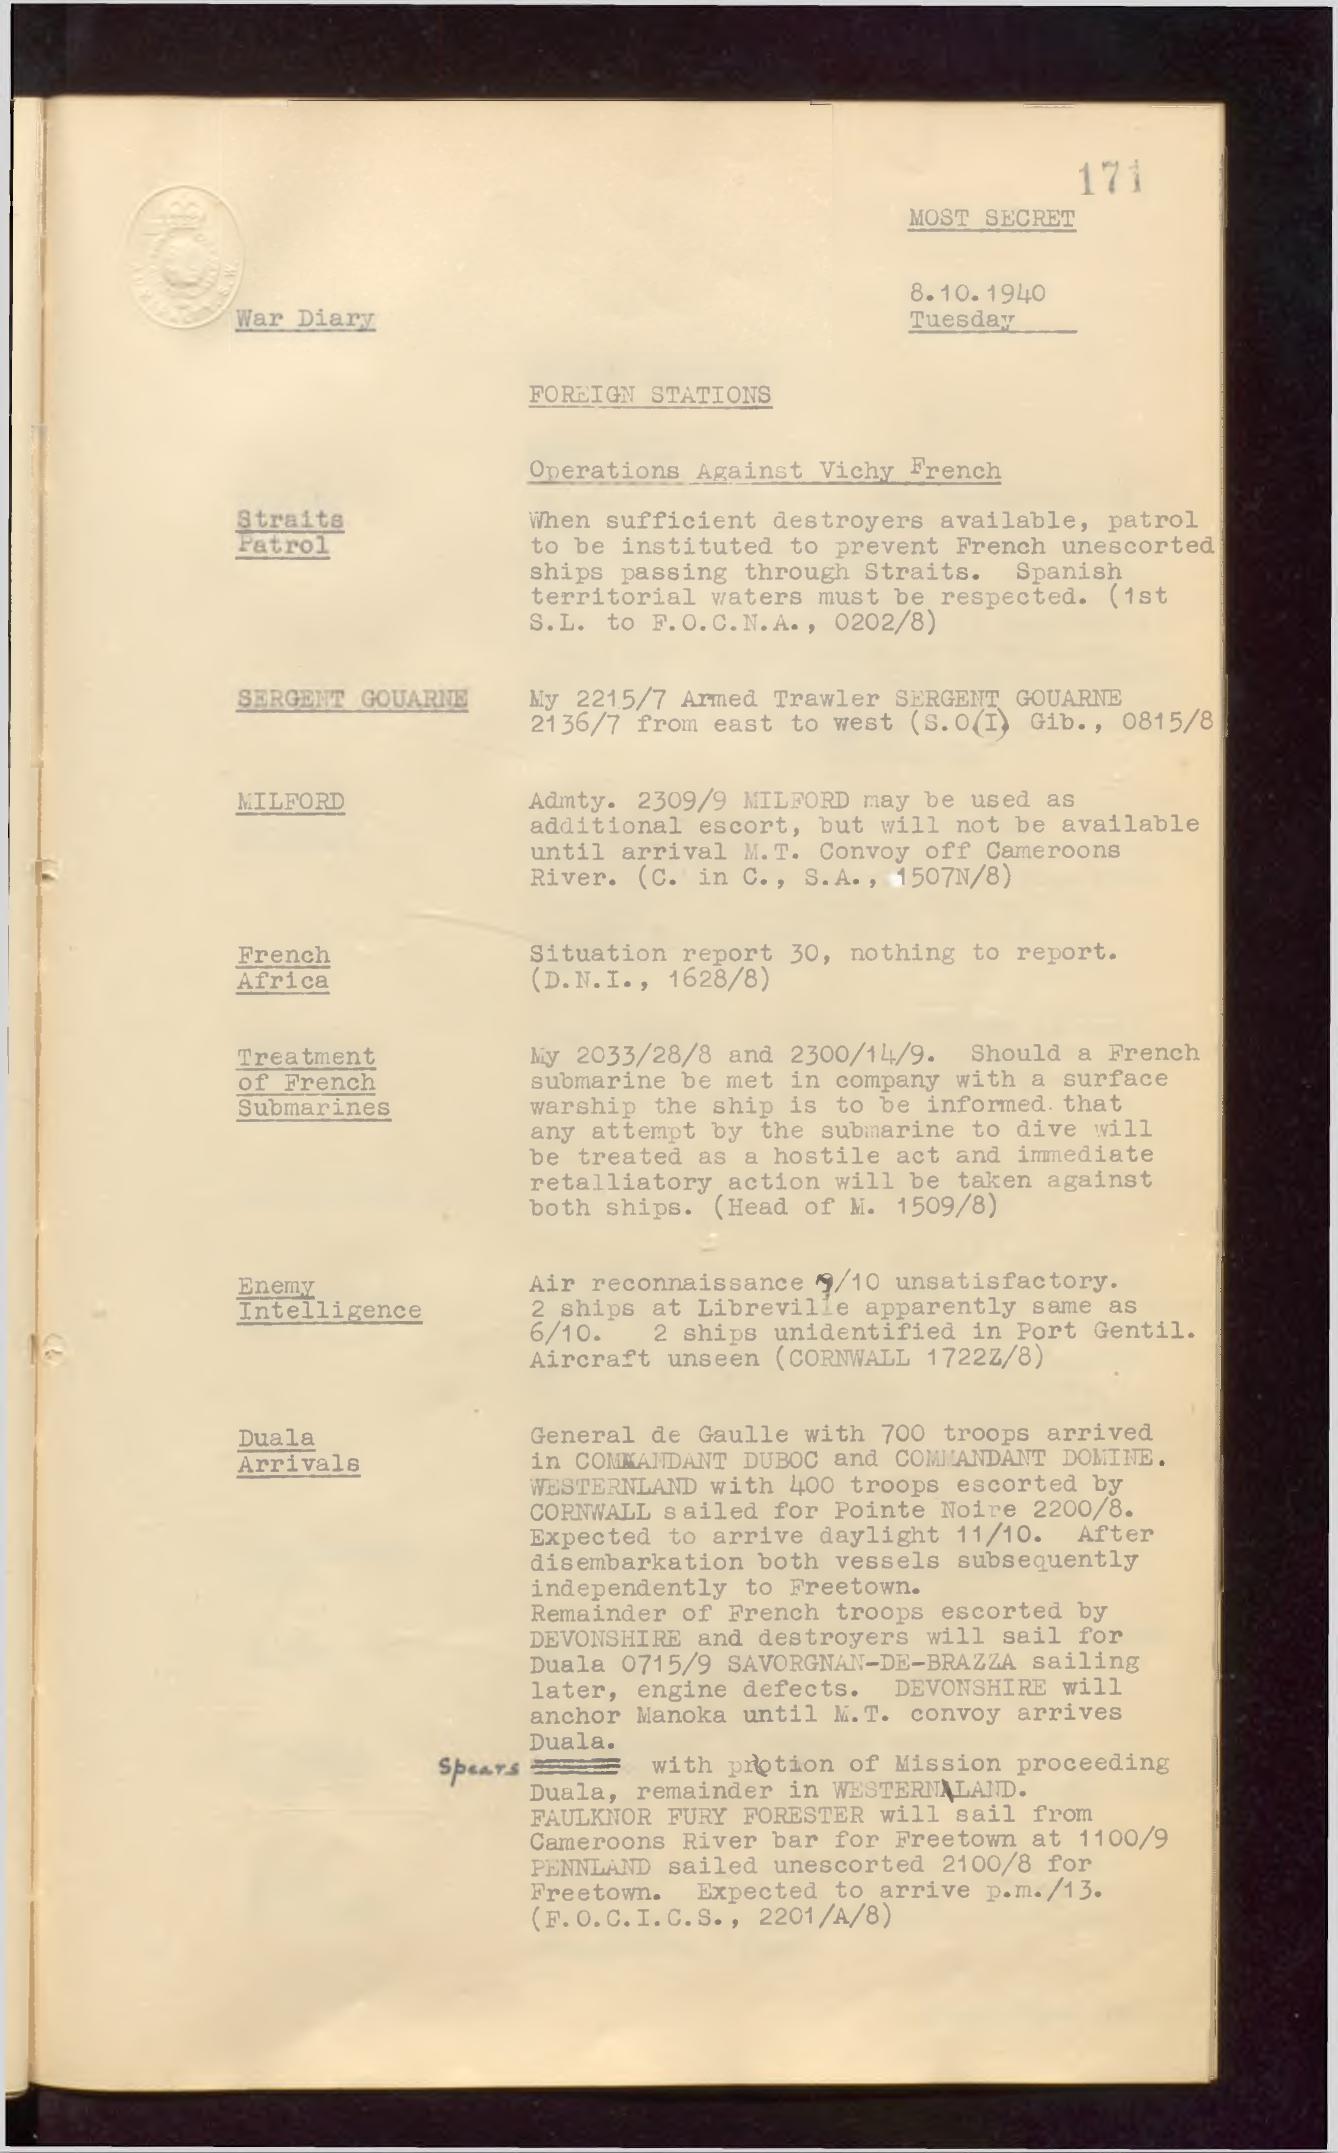 171
MOST SECRET
8.10.1940
War Diary
Tuesday
FOREIGN STATIONS
Operations Against Vichy French
Straits
Patrol
When sufficient destroyers available, patrol
to be instituted to prevent French unescorted
ships passing through Straits. Spanish
territorial waters must be respected. (1st
S.L. to F.O.C.N.A., 0202/8)
SERGENT GOUARNE
My 2215/7 Armed Trawler SERGENT GOUARNE
2136/7 from east to west (S.O(I) Gib., 0815/8
MILFORD
Admty. 2309/9 MILFORD may be used as
additional escort, but will not be available
until arrival M.T. Convoy off Cameroons
River. (C. in C., S.A., 1507N/8)
French
Africa
Situation report 30, nothing to report.
(D.N.I., 1628/8)
Treatment
of French
Submarines
My 2033/28/8 and 2300/14/9. Should a French
submarine be met in company with a surface
warship the ship is to be informed. that
any attempt by the submarine to dive will
be treated as a hostile act and immediate
retalliatory action will be taken against
both ships. (Head of M. 1509/8)
Enemy
Intelligence
Air reconnaissance /10 unsatisfactory.
2 ships at Libreville apparently same as
6/10. 2 ships unidentified in Port Gentil.
Aircraft unseen (CORNWALL 1722Z/8)
Duala
Arrivals
General de Gaulle with 700 troops arrived
in COMMANDANT DUBOC and COMMANDANT DOMINE.
WESTERNLAND with 400 troops escorted by
CORNWALL sailed for Pointe Noire 2200/8.
Expected to arrive daylight 11/10. After
disembarkation both vessels subsequently
independently to Freetown.
Remainder of French troops escorted by
DEVONSHIRE and destroyers will sail for
Duala 0715/9 SAVORGNAN-DE-BRAZZA sailing
later, engine defects. DEVONSHIRE will
anchor Manoka until M.T. convoy arrives
Duala.
Spears with of Mission proceeding
Duala, remainder in WESTERNLAND.
FAULKNOR FURY FORESTER will sail from
Cameroons River bar for Freetown at 1100/9
PENNLAND sailed unescorted 2100/8 for
Freetown. Expected to arrive p.m./13.
(F.O.C.I.C.S., 2201/A/8)